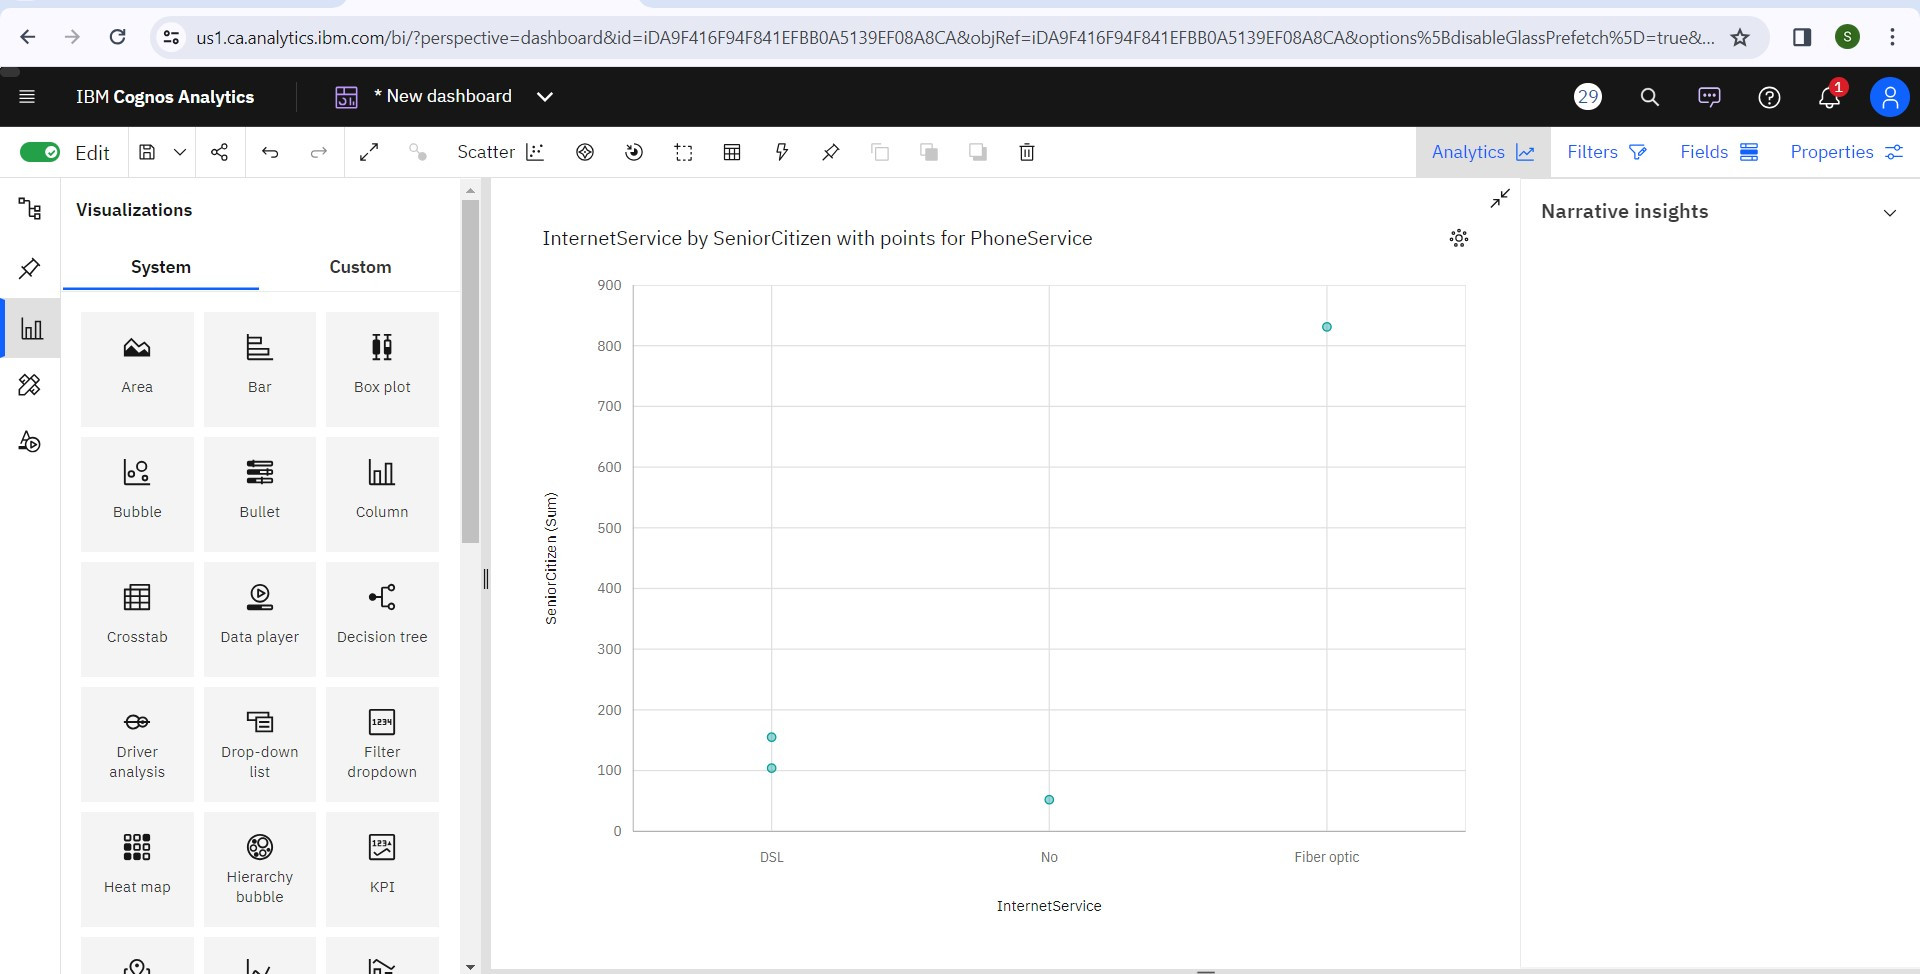 us1.ca.analytics.ibm.com/bi/?perspective=dashboard&id=iDA9F416F94F841EFBB0A5139EF08A8CA&objRef=iDA9F416F94F841EFBB0A5139EF08A8CA&options%5BdisableGlassPrefetch%5D=true&...
S
IBM Cognos Analytics
* New dashboard
29
1
Edit
Scatter
Analytics
Filters
Fields
Properties
Visualizations
System
Custom
Area
Bar
Box plot
Bubble
Bullet
Column
Crosstab
Data player
Decision tree
Driver
analysis
Drop-down
list
1234
Filter
dropdown
Heat map
Hierarchy
bubble
KPI
InternetService by SeniorCitizen with points for PhoneService
900
800
700
600
500
400
300
200
100
0
SeniorCitizen (Sum)
DSL
No
Fiber optic
InternetService
Narrative insights